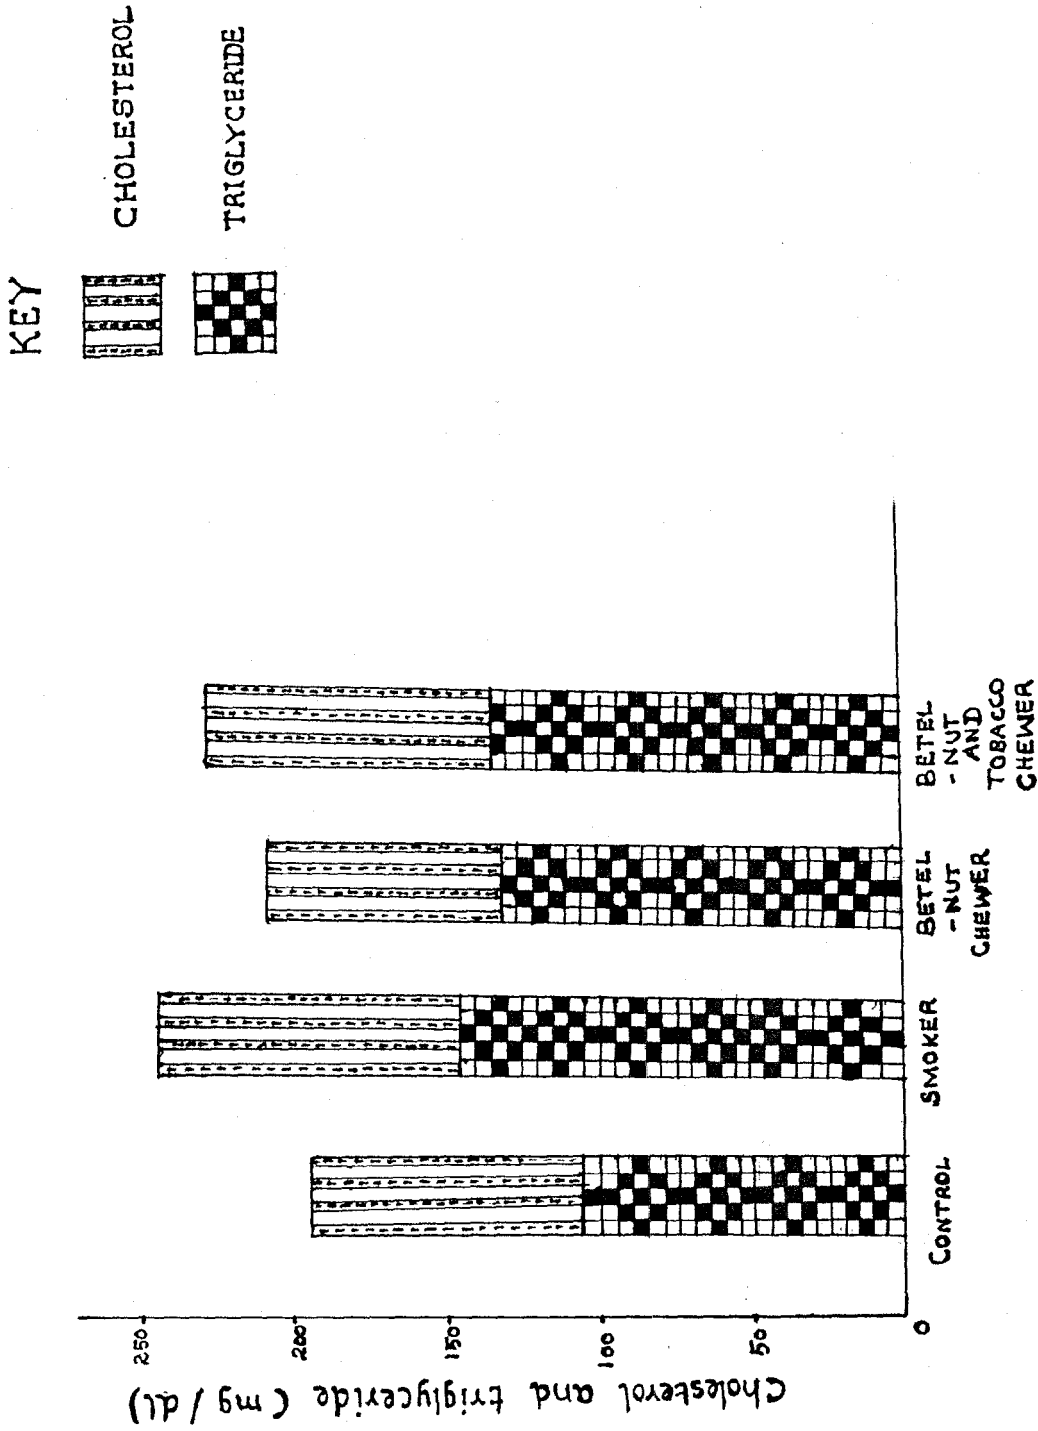 KEY
CHOLESTEROL
TRIGLYCERIDE
Cholesterol and triglyceride (mg/dl)
250
200
150
100
50
0
CONTROL
SMOKER
BETEL
-NUT
CHEWER
BETEL
-NUT
AND
TOBACCO
CHEWER